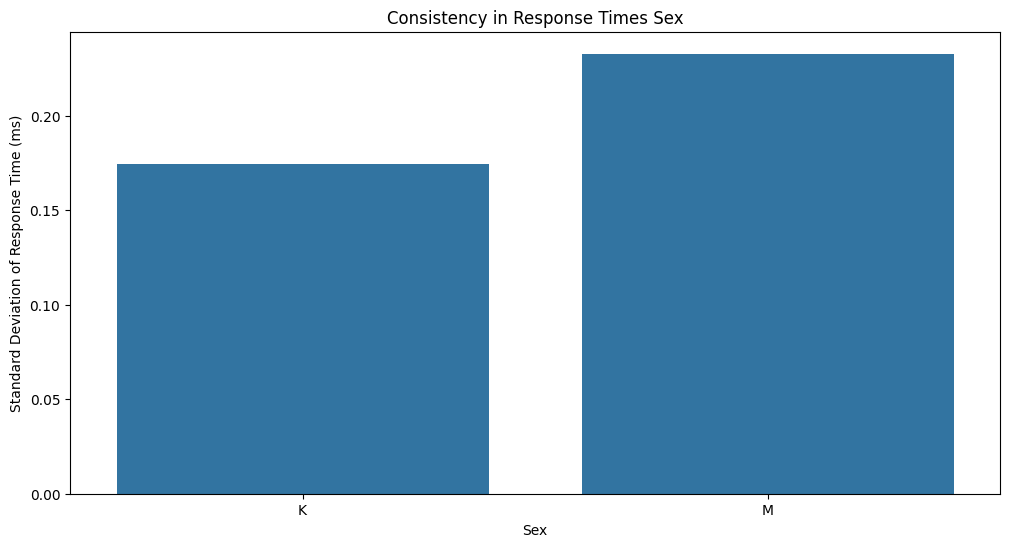 Consistency in Response Times Sex
Standard Deviation of Response Time (ms)
0.20
0.15
0.10
0.05
0.00
K
M
Sex